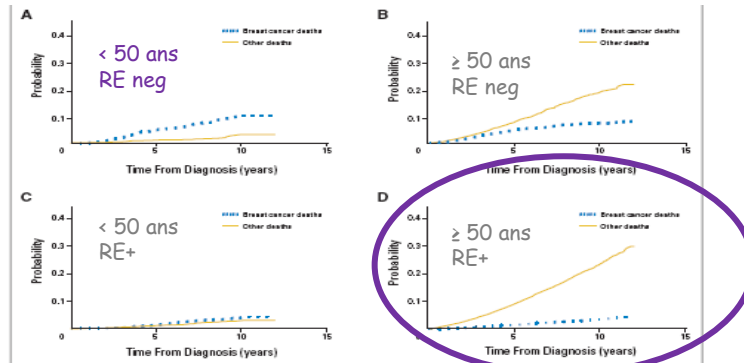 A
Breast cancer deaths
Other deaths
< 50 ans
RE neg
Probability
0.4
0.3
0.2
0.1
0
5
10
15
Time From Diagnosis (years)
B
Breast cancer deaths
Other deaths
≥ 50 ans
RE neg
Probability
0.4
0.3
0.2
0.1
0
5
10
15
Time From Diagnosis (years)
C
Breast cancer deaths
Other deaths
< 50 ans
RE+
Probability
0.4
0.3
0.2
0.1
0
5
10
15
Time From Diagnosis (years)
D
Breast cancer deaths
Other deaths
≥ 50 ans
RE+
Probability
0.4
0.3
0.2
0.1
0
5
10
15
Time From Diagnosis (years)